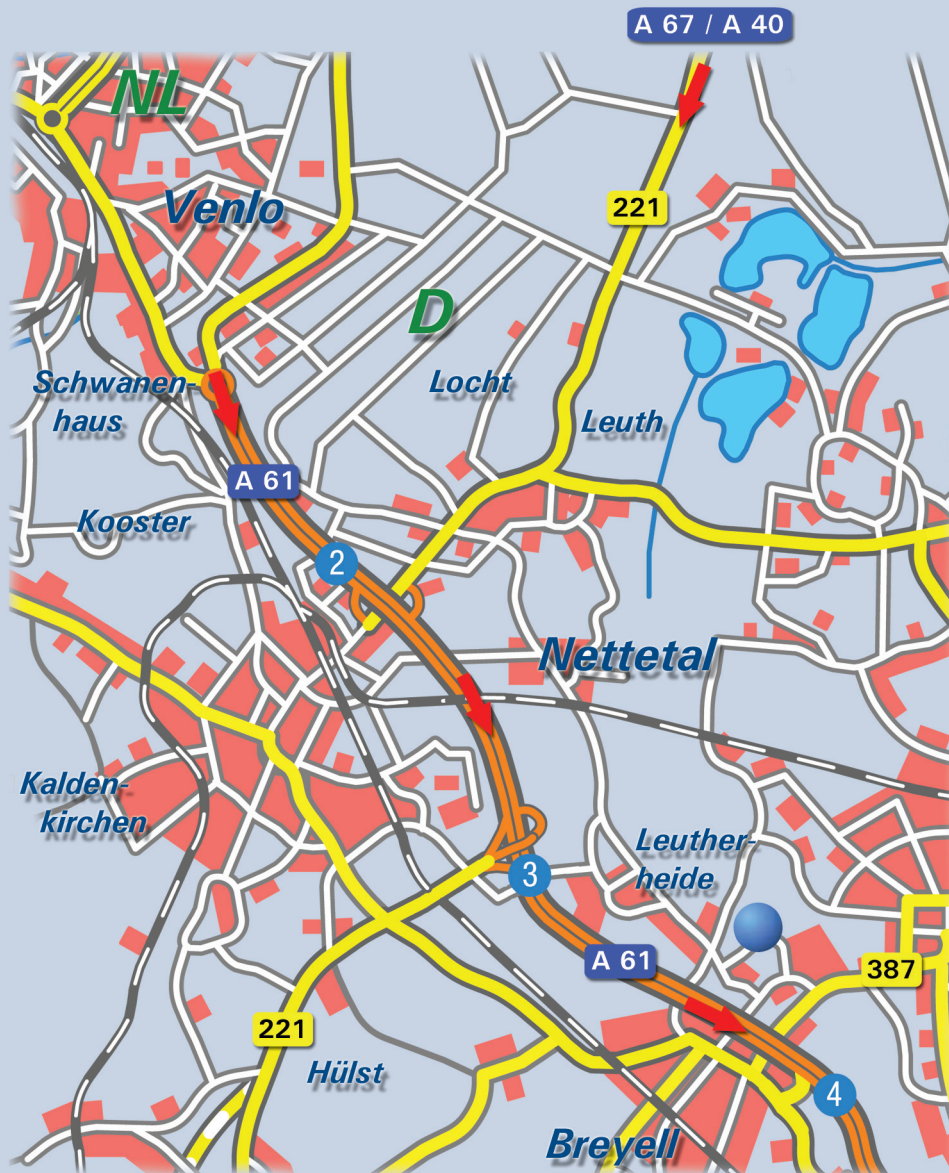 A 67 / A 40
NL
Venlo
221
D
Schwanen-
haus
Locht
Leuth
A 61
Kooster
2
Nettetal
Kalden-
kirchen
Leuther-
heide
3
A 61
387
221
Hülst
4
Breyell